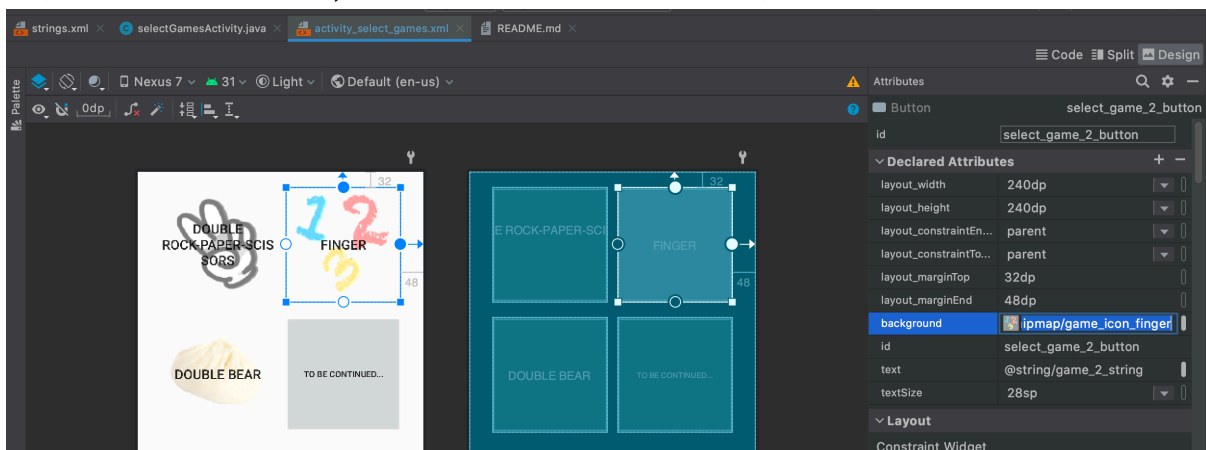 strings.xml × selectGamesActivity.java × activity_select_games.xml × README.md ×
Code Split Design
Palette
Nexus 7 31 Light Default (en-us)
0dp
Attributes
Button select_game_2_button
id select_game_2_button
Declared Attributes + −
layout_width 240dp
layout_height 240dp
layout_constraintEn... parent
layout_constraintTo... parent
layout_marginTop 32dp
layout_marginEnd 48dp
background ipmap/game_icon_finger
id select_game_2_button
text @string/game_2_string
textSize 28sp
Layout
Constraint Widget
32
1 2
3
DOUBLE
ROCK-PAPER-SCIS
SORS
FINGER
48
DOUBLE BEAR
TO BE CONTINUED...
32
E ROCK-PAPER-SCI
FINGER
48
DOUBLE BEAR
TO BE CONTINUED...